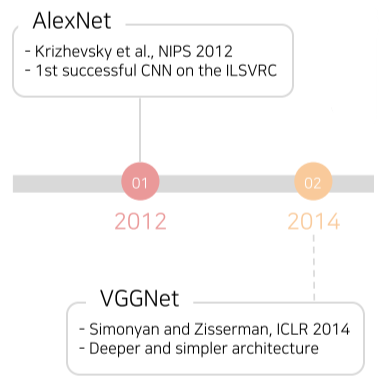 AlexNet
- Krizhevsky et al., NIPS 2012
- 1st successful CNN on the ILSVRC
01
02
2012
2014
VGGNet
- Simonyan and Zisserman, ICLR 2014
- Deeper and simpler architecture